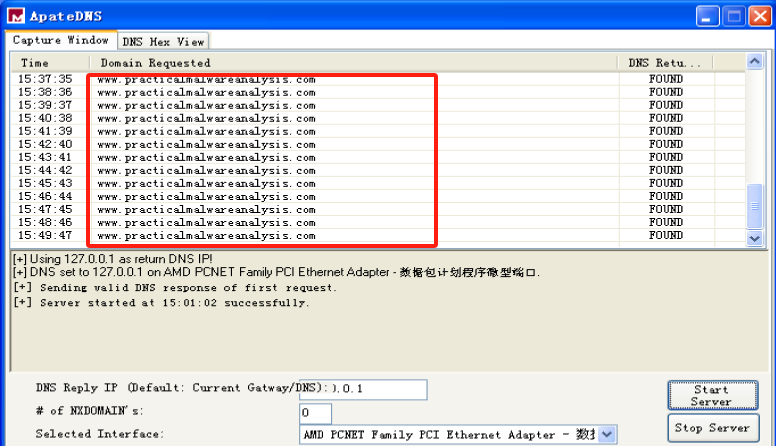 ApateDNS
Capture Window DNS Hex View
Time Domain Requested DNS Retu...
15:37:35 www.practicalmalwareanalysis.com FOUND
15:38:36 www.practicalmalwareanalysis.com FOUND
15:39:37 www.practicalmalwareanalysis.com FOUND
15:40:38 www.practicalmalwareanalysis.com FOUND
15:41:39 www.practicalmalwareanalysis.com FOUND
15:42:40 www.practicalmalwareanalysis.com FOUND
15:43:41 www.practicalmalwareanalysis.com FOUND
15:44:42 www.practicalmalwareanalysis.com FOUND
15:45:43 www.practicalmalwareanalysis.com FOUND
15:46:44 www.practicalmalwareanalysis.com FOUND
15:47:45 www.practicalmalwareanalysis.com FOUND
15:48:46 www.practicalmalwareanalysis.com FOUND
15:49:47 www.practicalmalwareanalysis.com FOUND
[+] Using 127.0.0.1 as return DNS IP!
[+] DNS set to 127.0.0.1 on AMD PCNET Family PCI Ethernet Adapter - 数据包计划程序微型端口.
[+] Sending valid DNS response of first request.
[+] Server started at 15:01:02 successfully.
DNS Reply IP (Default: Current Gatway/DNS): ).0.1
# of NXDOMAIN's: 0
Selected Interface: AMD PCNET Family PCI Ethernet Adapter - 数
Start Server
Stop Server